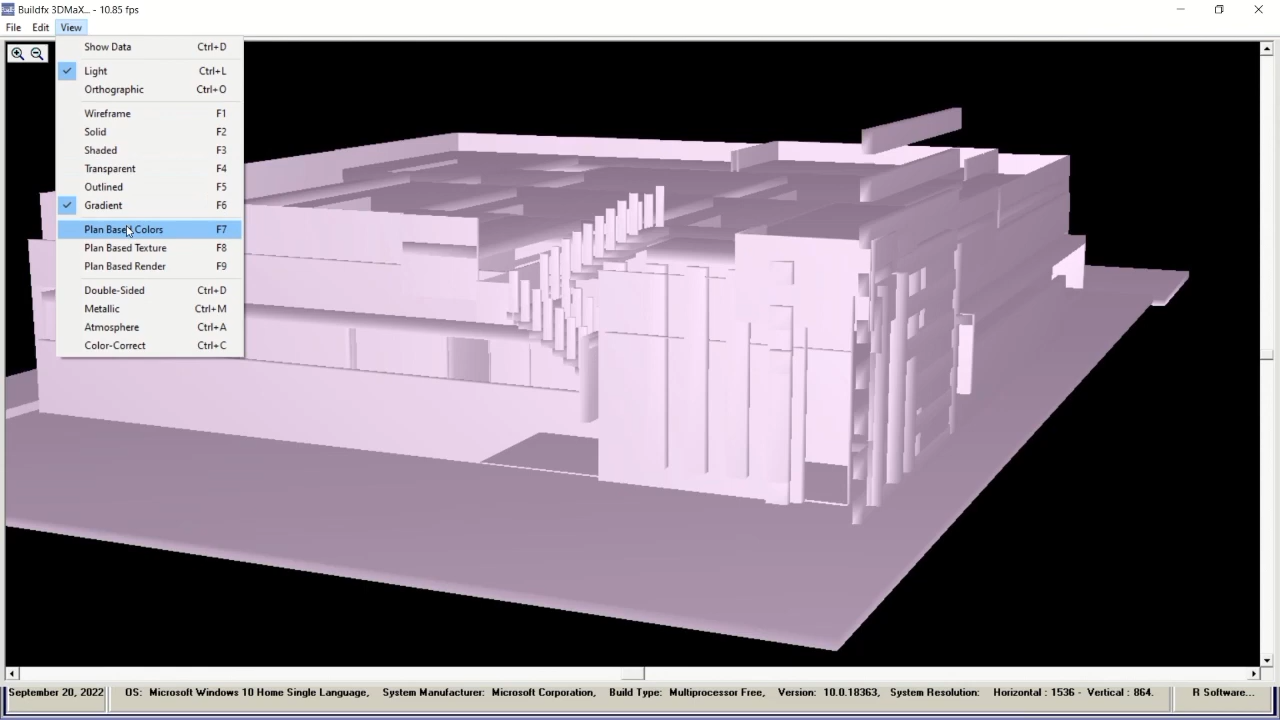 Buildfx 3DMaX... - 10.85 fps
File Edit View
Show Data Ctrl+D
Light Ctrl+L
Orthographic Ctrl+O
Wireframe F1
Solid F2
Shaded F3
Transparent F4
Outlined F5
Gradient F6
Plan Based Colors F7
Plan Based Texture F8
Plan Based Render F9
Double-Sided Ctrl+D
Metallic Ctrl+M
Atmosphere Ctrl+A
Color-Correct Ctrl+C
September 20, 2022 OS: Microsoft Windows 10 Home Single Language, System Manufacturer: Microsoft Corporation, Build Type: Multiprocessor Free, Version: 10.0.18363, System Resolution: Horizontal : 1536 - Vertical : 864. R Software...